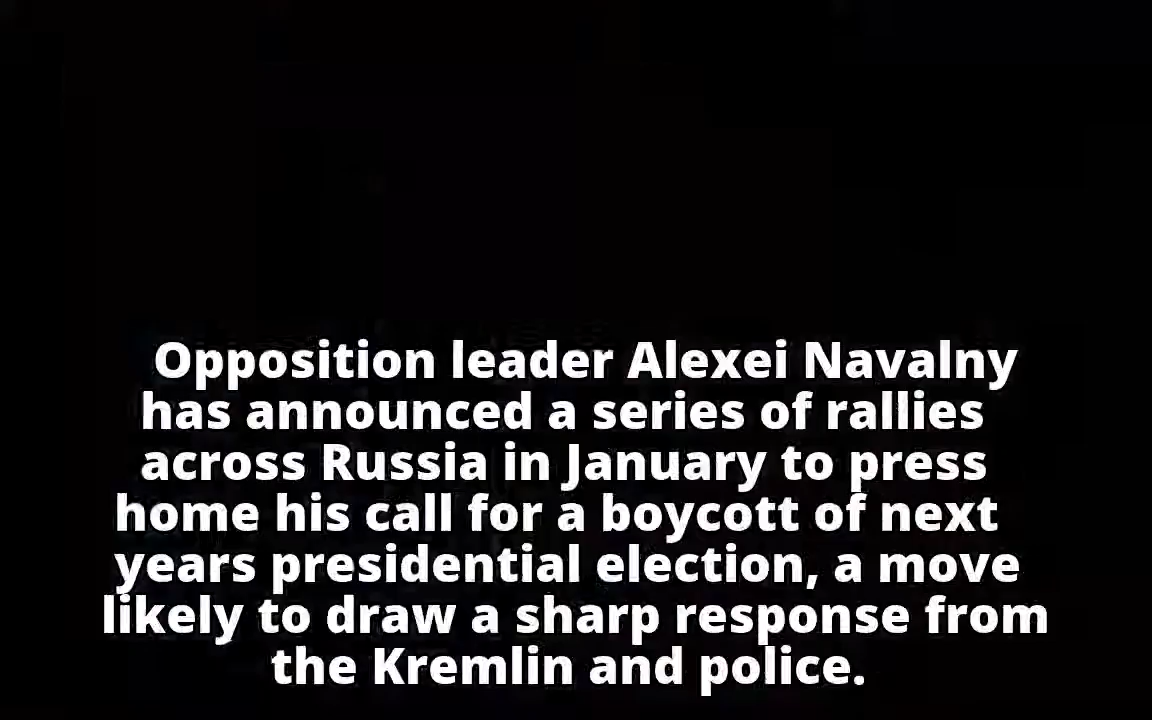 Opposition leader Alexei Navalny
has announced a series of rallies
across Russia in January to press
home his call for a boycott of next
years presidential election, a move
likely to draw a sharp response from
the Kremlin and police.